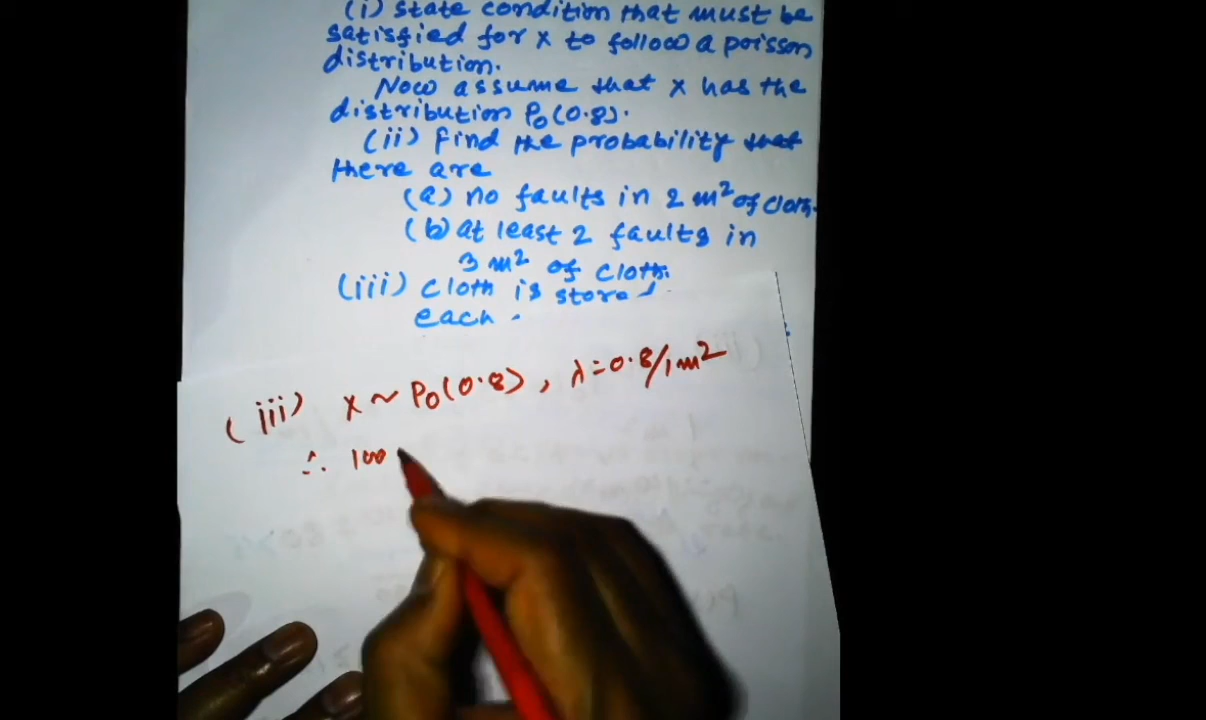 (i) state condition that must be
satisfied for x to follow a poisson
distribution.
Now assume that x has the
distribution Po(0.8).
(ii) Find the probability that
there are
(a) no faults in 2 m² of cloth.
(b) at least 2 faults in
3 m² of cloth.
(iii) cloth is store
each.
(iii) x ~ Po(0.8), λ=0.8/1m²
∴ 100